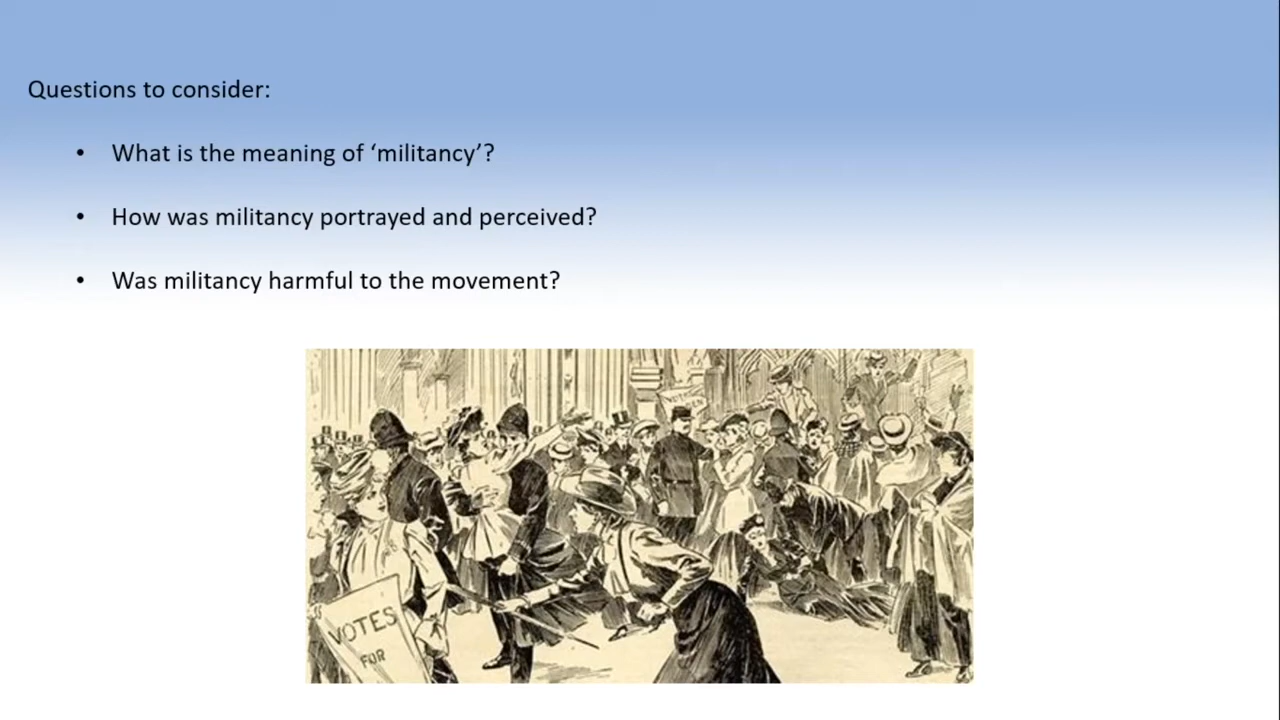 Questions to consider:
• What is the meaning of ‘militancy’?
• How was militancy portrayed and perceived?
• Was militancy harmful to the movement?
VOTES
FOR